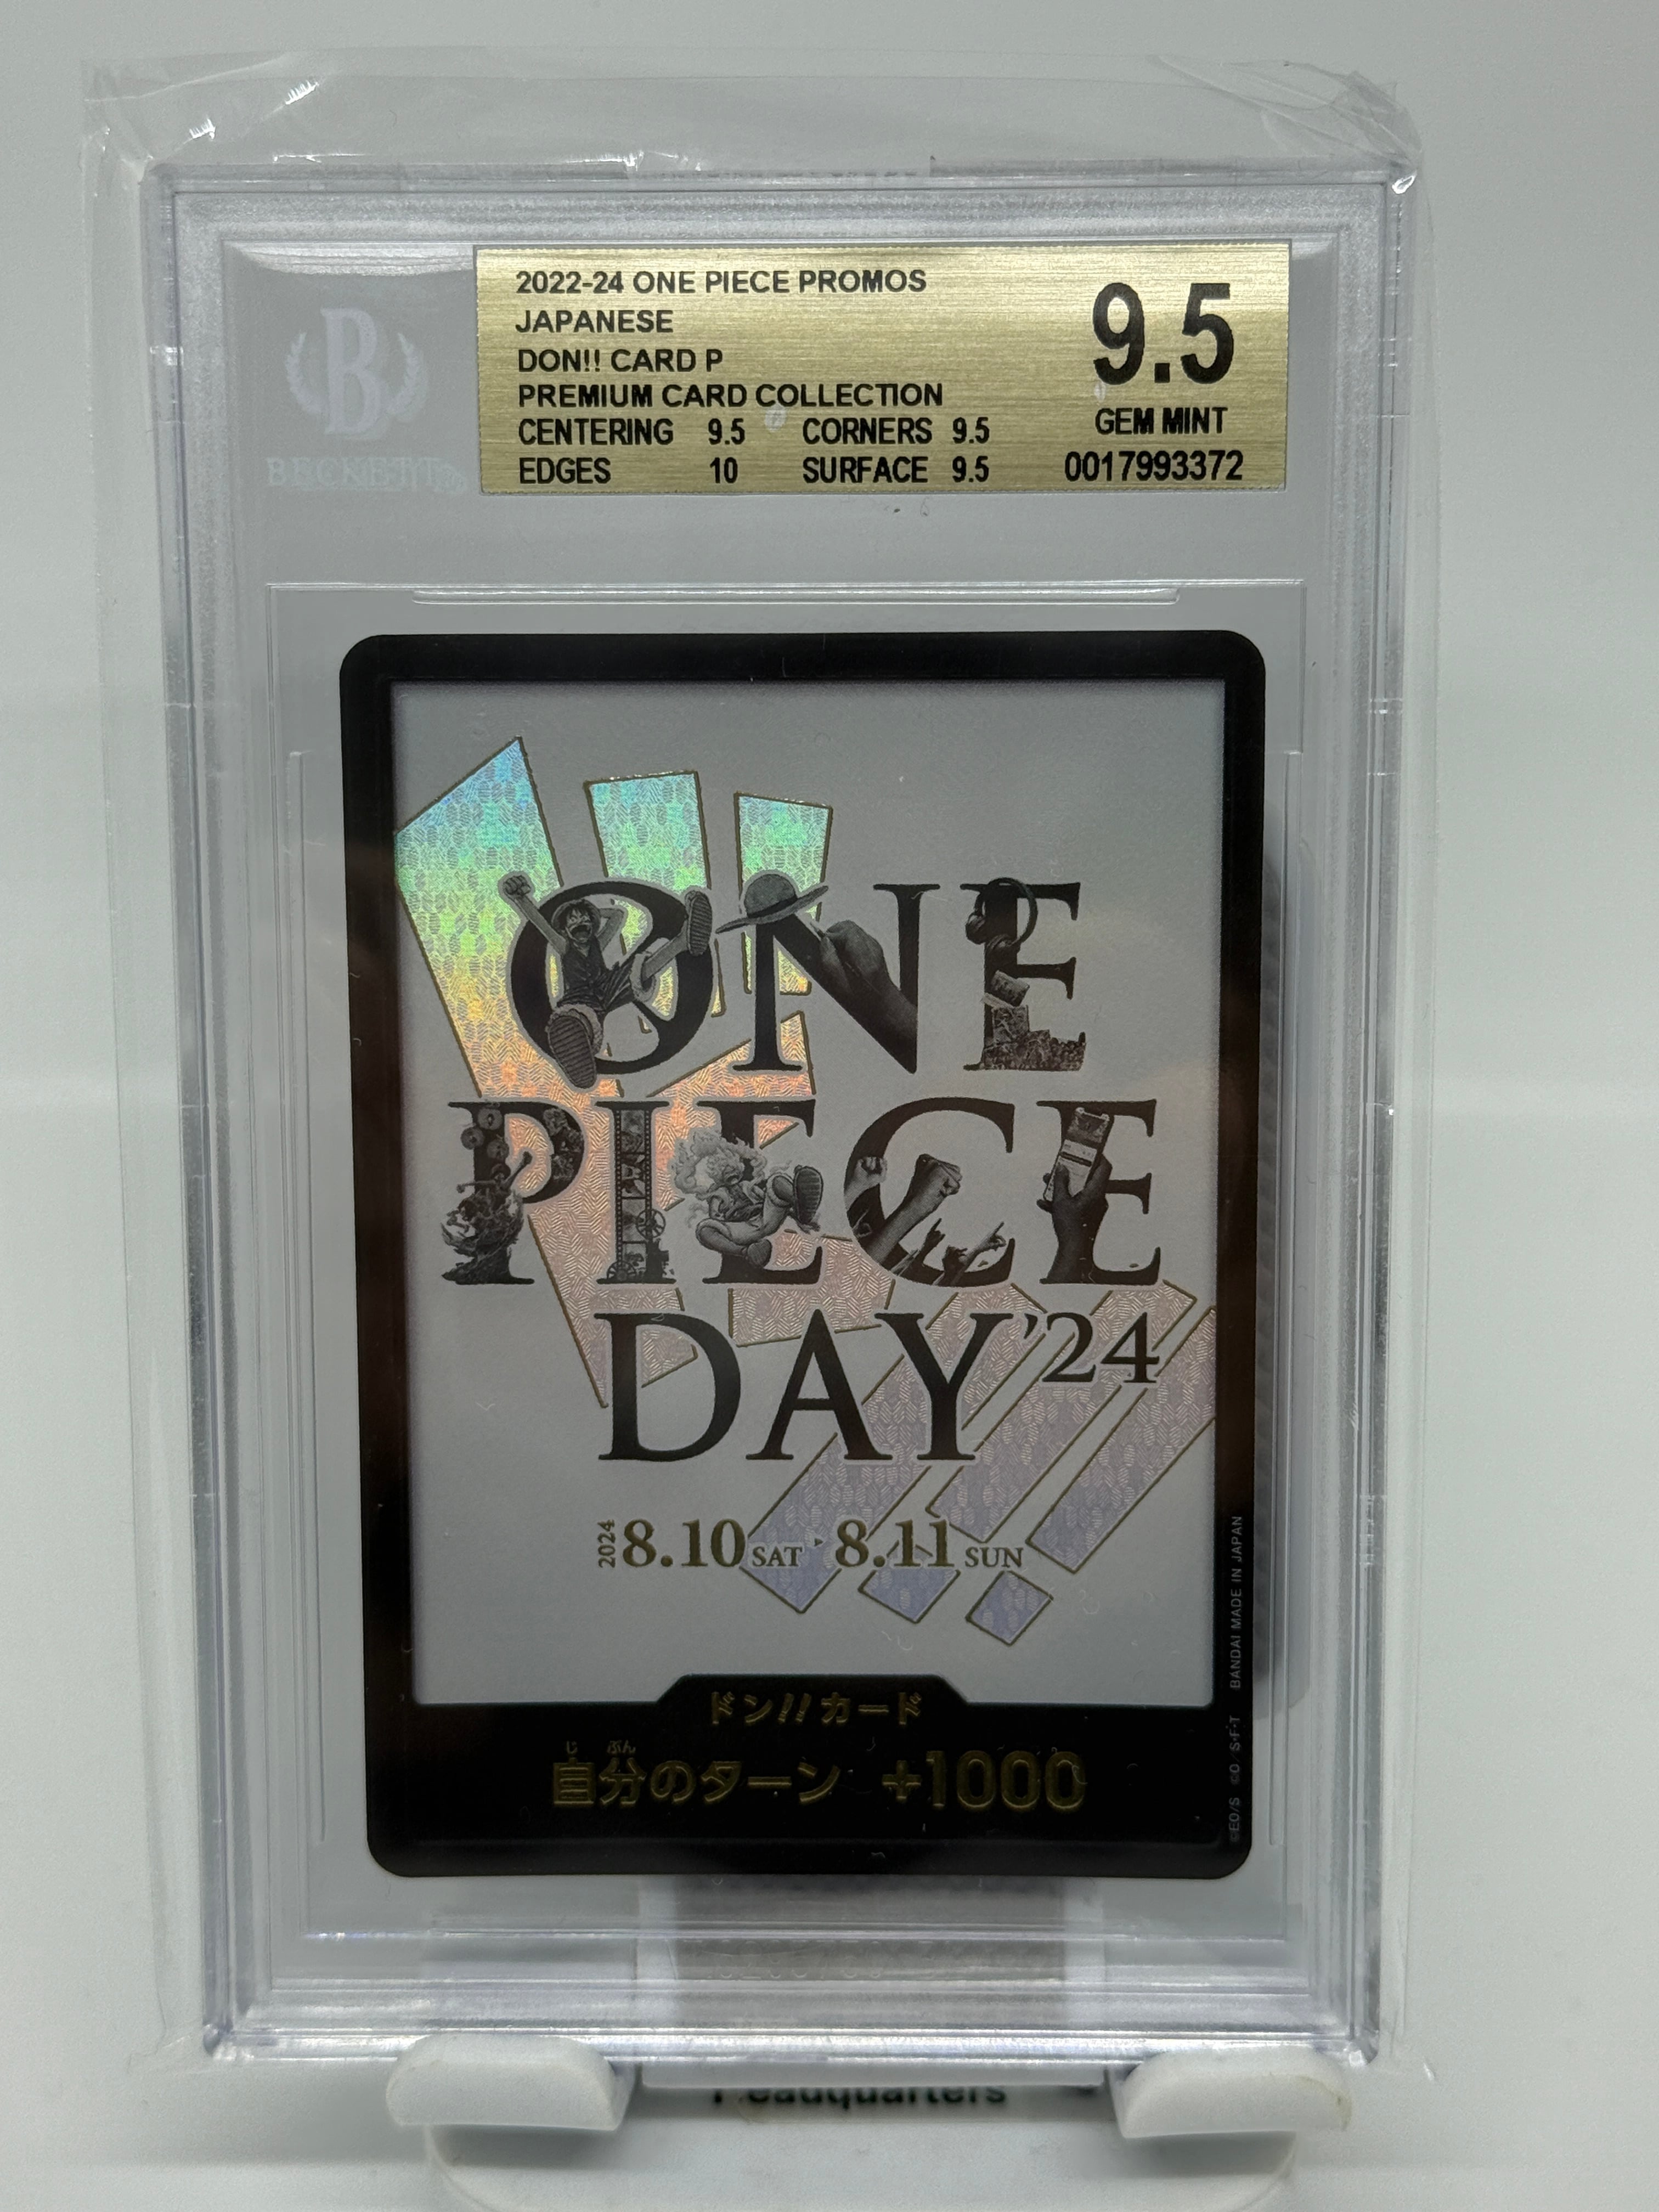 2022-24 ONE PIECE PROMOS
JAPANESE
DON!! CARD P
PREMIUM CARD COLLECTION
CENTERING 9.5 CORNERS 9.5
EDGES 10 SURFACE 9.5
9.5
GEM MINT
0017993372
B
BECKETT
ONE
PIECE
DAY'24
2024 8.10 SAT・8.11 SUN
ドン!!カード
じ ぶん
自分のターン +1000
©EO/S ©O S･F･T BANDAI MADE IN JAPAN